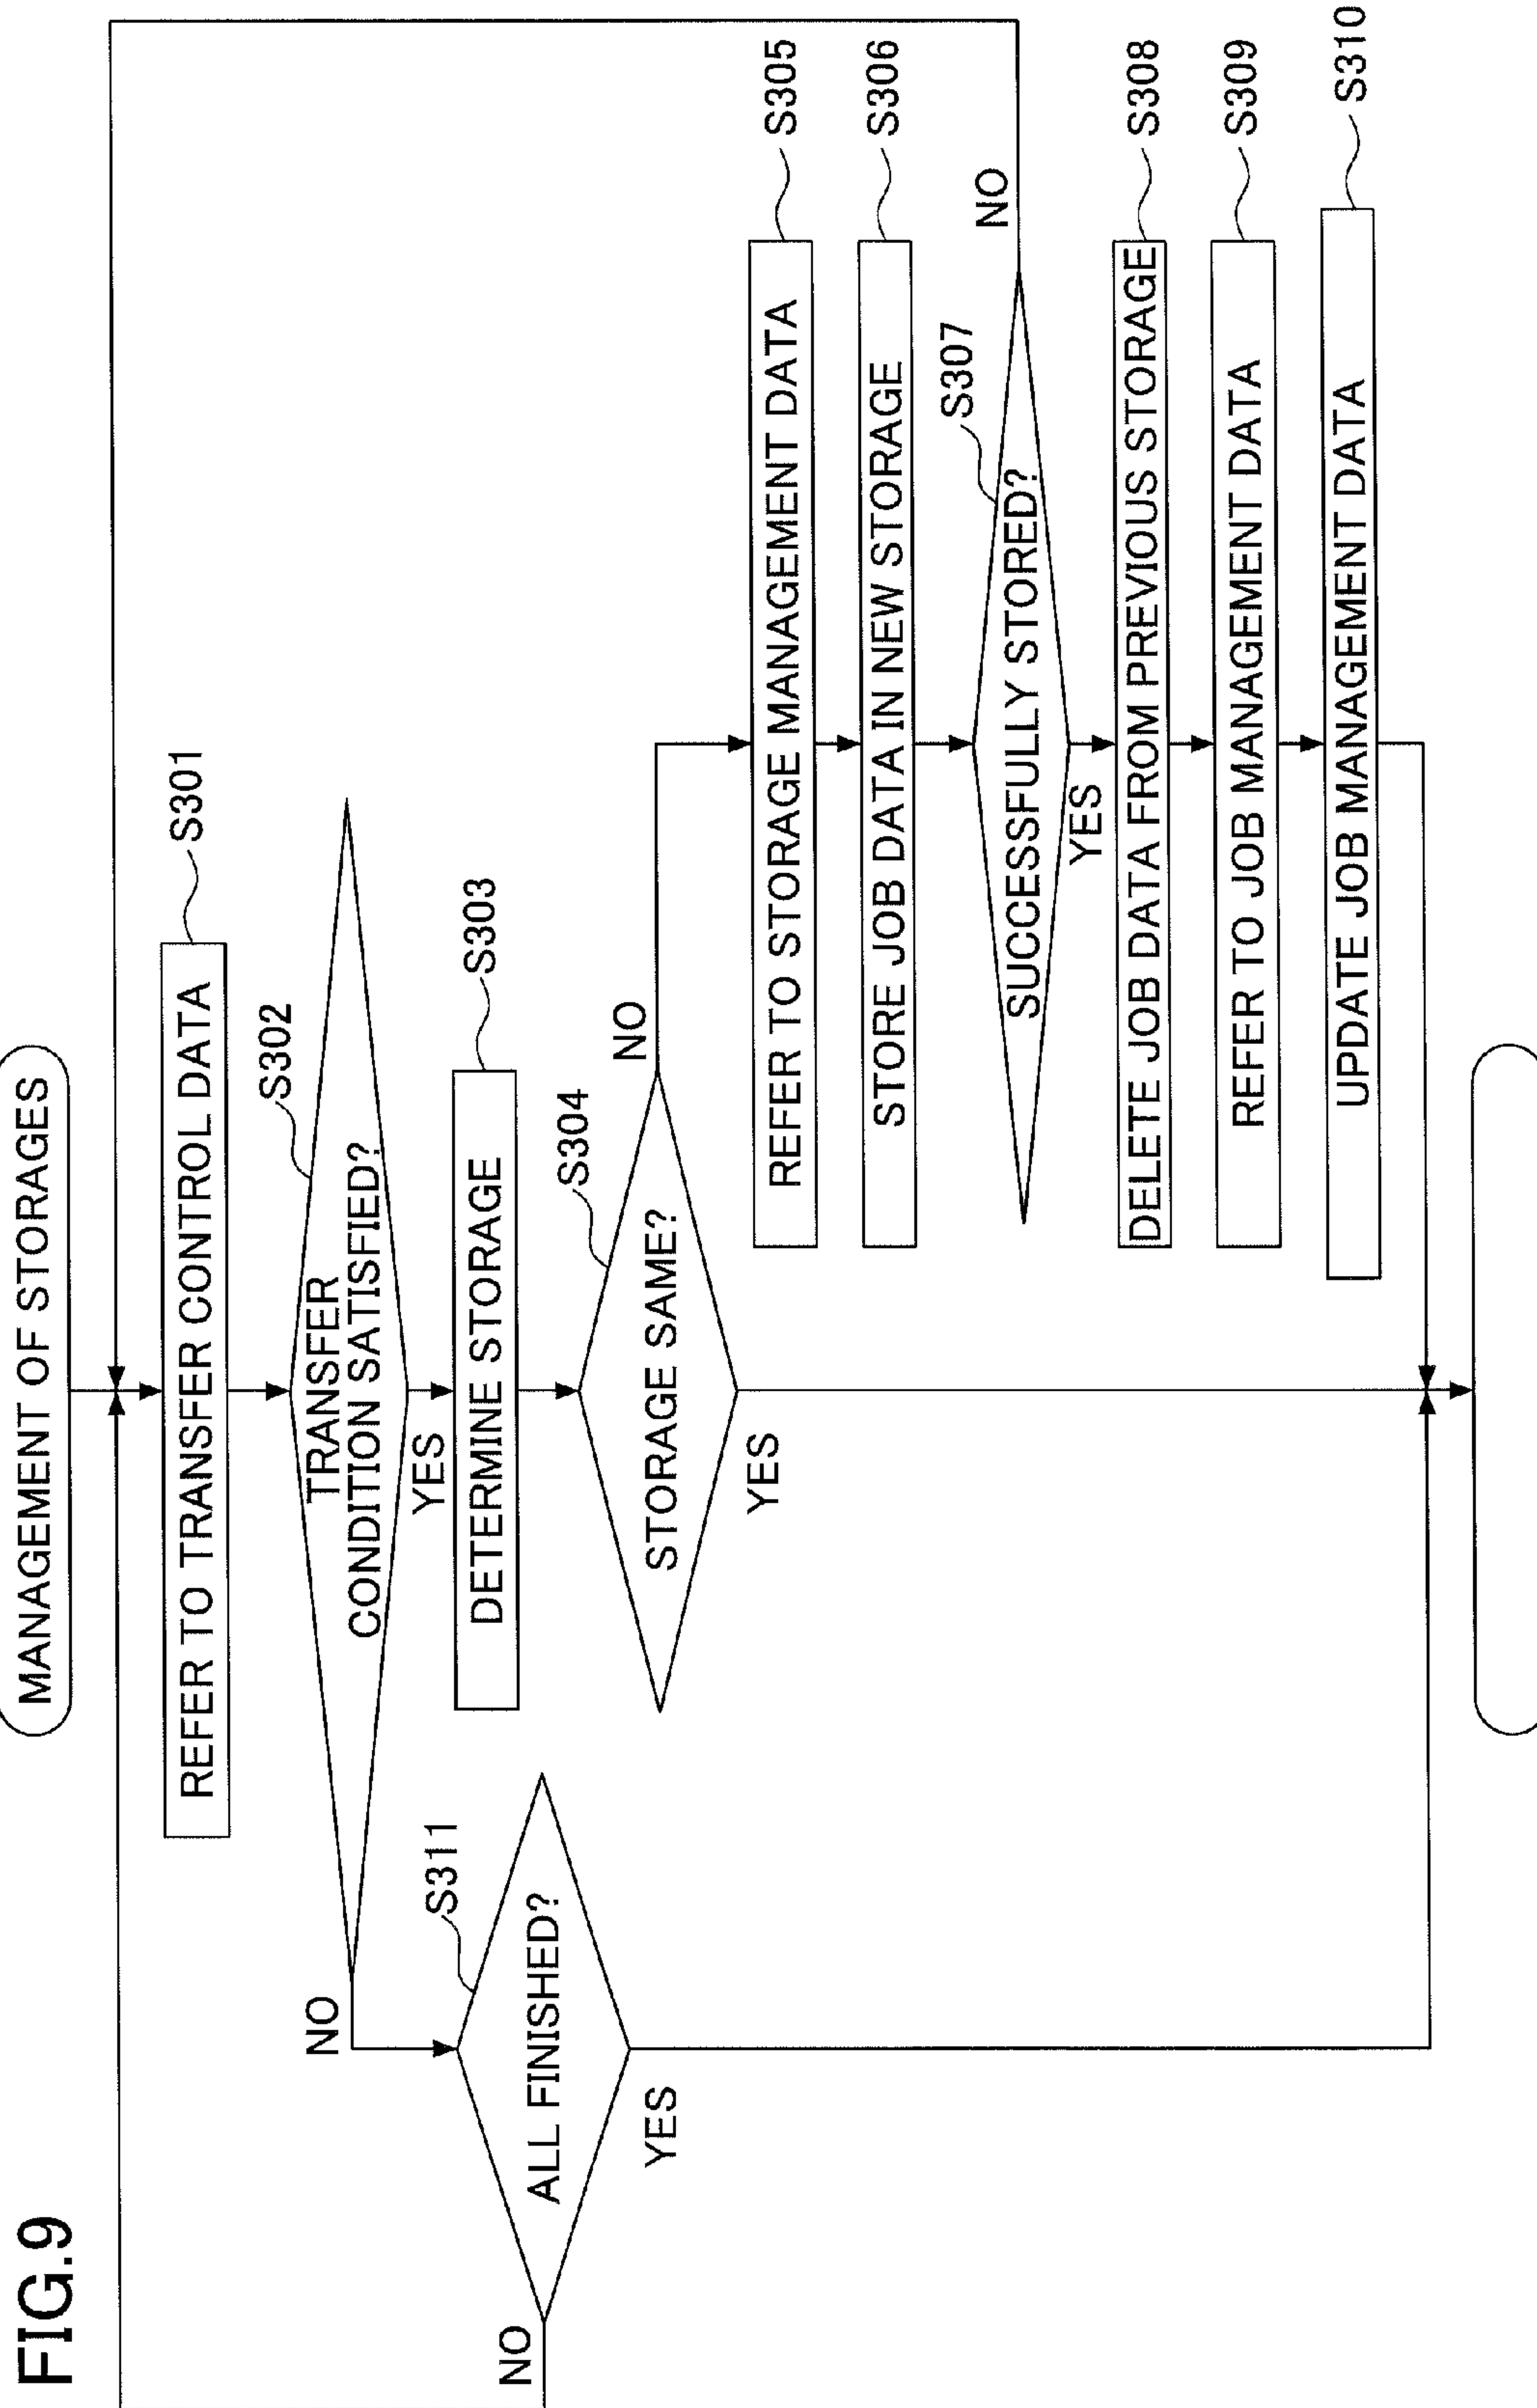 FIG.9
MANAGEMENT OF STORAGES
REFER TO TRANSFER CONTROL DATA
S301
TRANSFER
CONDITION SATISFIED?
S302
NO
YES
DETERMINE STORAGE
S303
ALL FINISHED?
S311
NO
YES
STORAGE SAME?
S304
NO
YES
REFER TO STORAGE MANAGEMENT DATA
S305
STORE JOB DATA IN NEW STORAGE
S306
SUCCESSFULLY STORED?
S307
NO
YES
DELETE JOB DATA FROM PREVIOUS STORAGE
S308
REFER TO JOB MANAGEMENT DATA
S309
UPDATE JOB MANAGEMENT DATA
S310